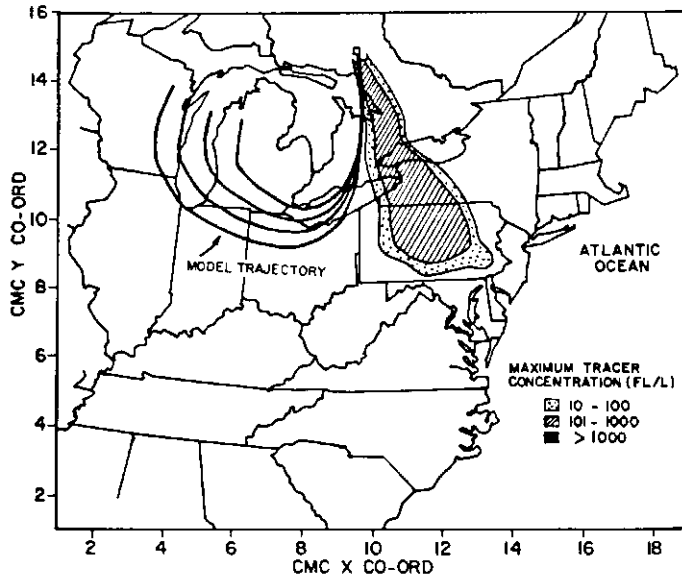 16
14
12
10
8
6
4
2
CMC Y CO-ORD
MODEL TRAJECTORY
ATLANTIC
OCEAN
MAXIMUM TRACER
CONCENTRATION (FL/L)
10 - 100
101 - 1000
> 1000
2 4 6 8 10 12 14 16 18
CMC X CO-ORD